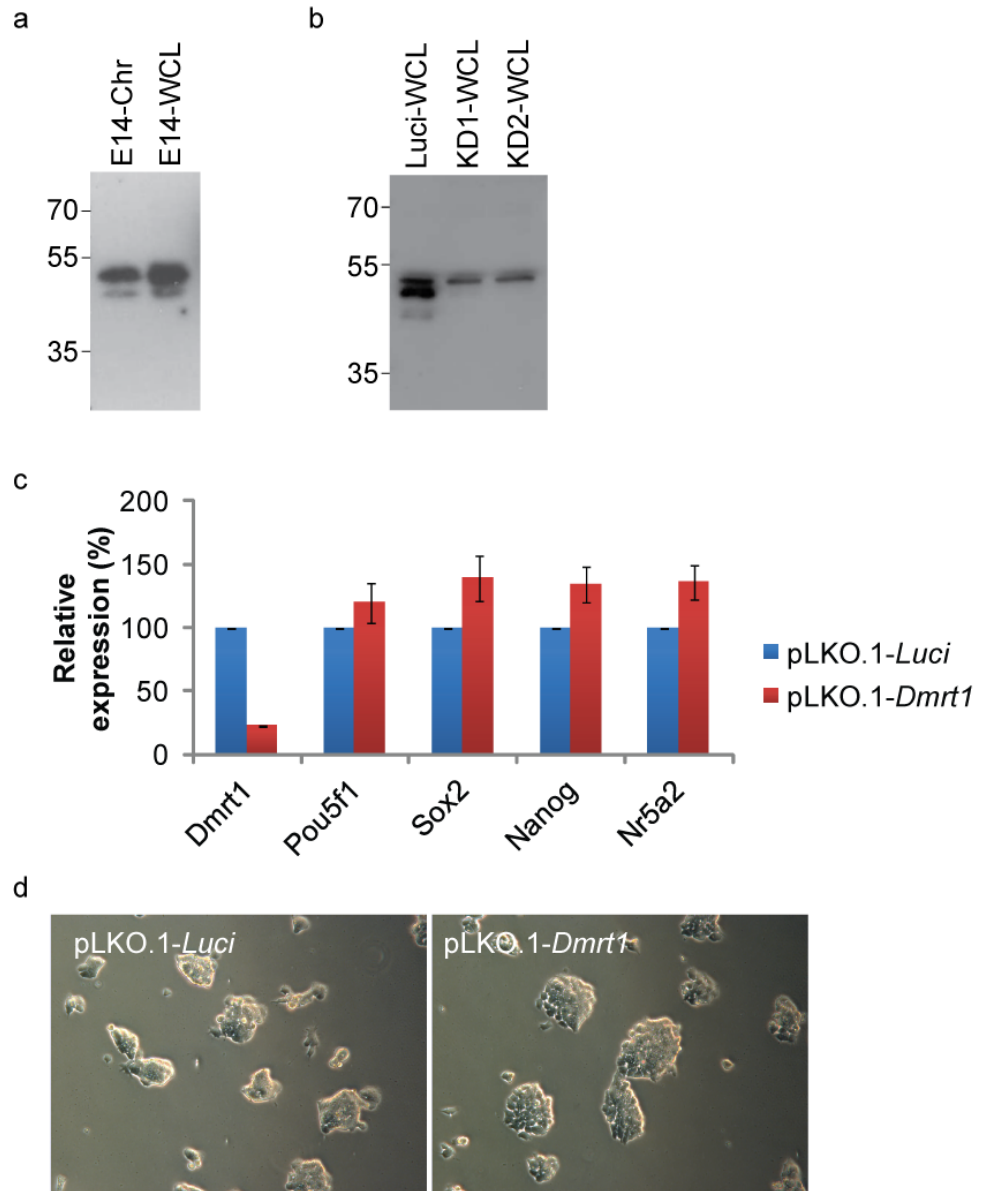 a
b
E14-Chr
E14-WCL
Luci-WCL
KD1-WCL
KD2-WCL
70
55
35
70
55
35
c
Relative
expression (%)
200
150
100
50
0
Dmrt1
Pou5f1
Sox2
Nanog
Nr5a2
pLKO.1-Luci
pLKO.1-Dmrt1
d
pLKO.1-Luci
pLKO.1-Dmrt1